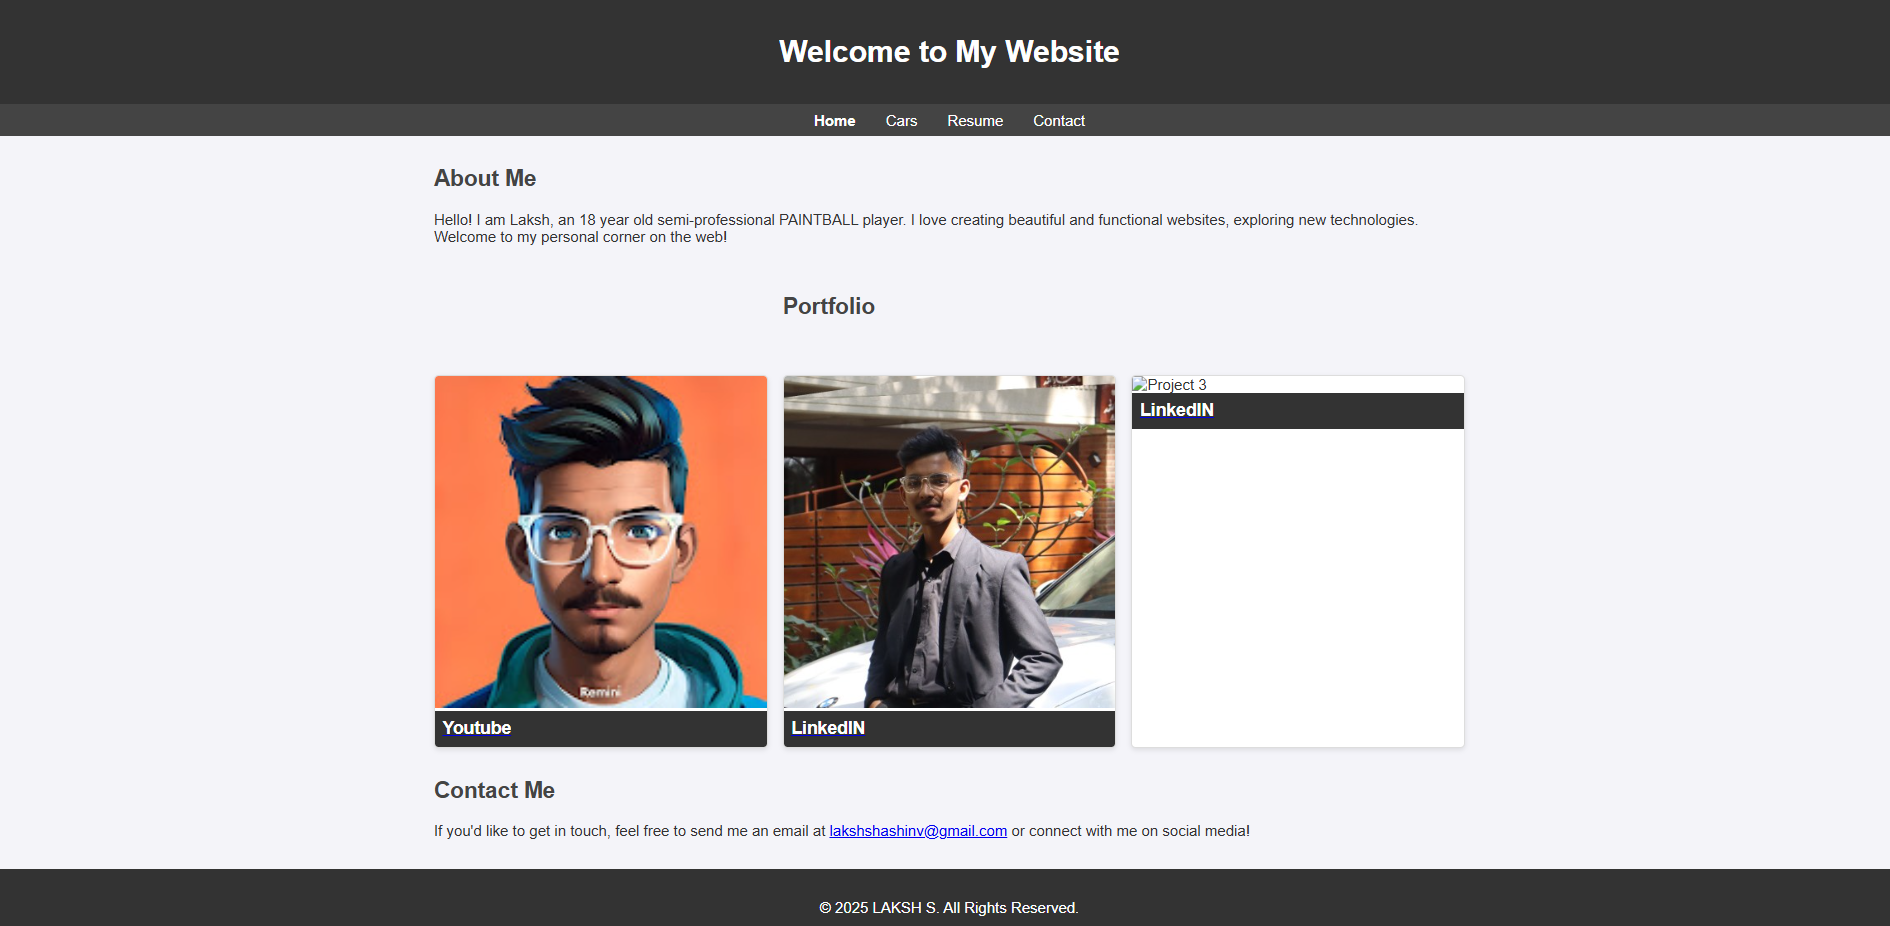 Welcome to My Website
Home Cars Resume Contact
About Me
Hello! I am Laksh, an 18 year old semi-professional PAINTBALL player. I love creating beautiful and functional websites, exploring new technologies.
Welcome to my personal corner on the web!
Portfolio
Remini
Youtube
LinkedIN
Project 3
LinkedIN
Contact Me
If you'd like to get in touch, feel free to send me an email at lakshshashinv@gmail.com or connect with me on social media!
© 2025 LAKSH S. All Rights Reserved.